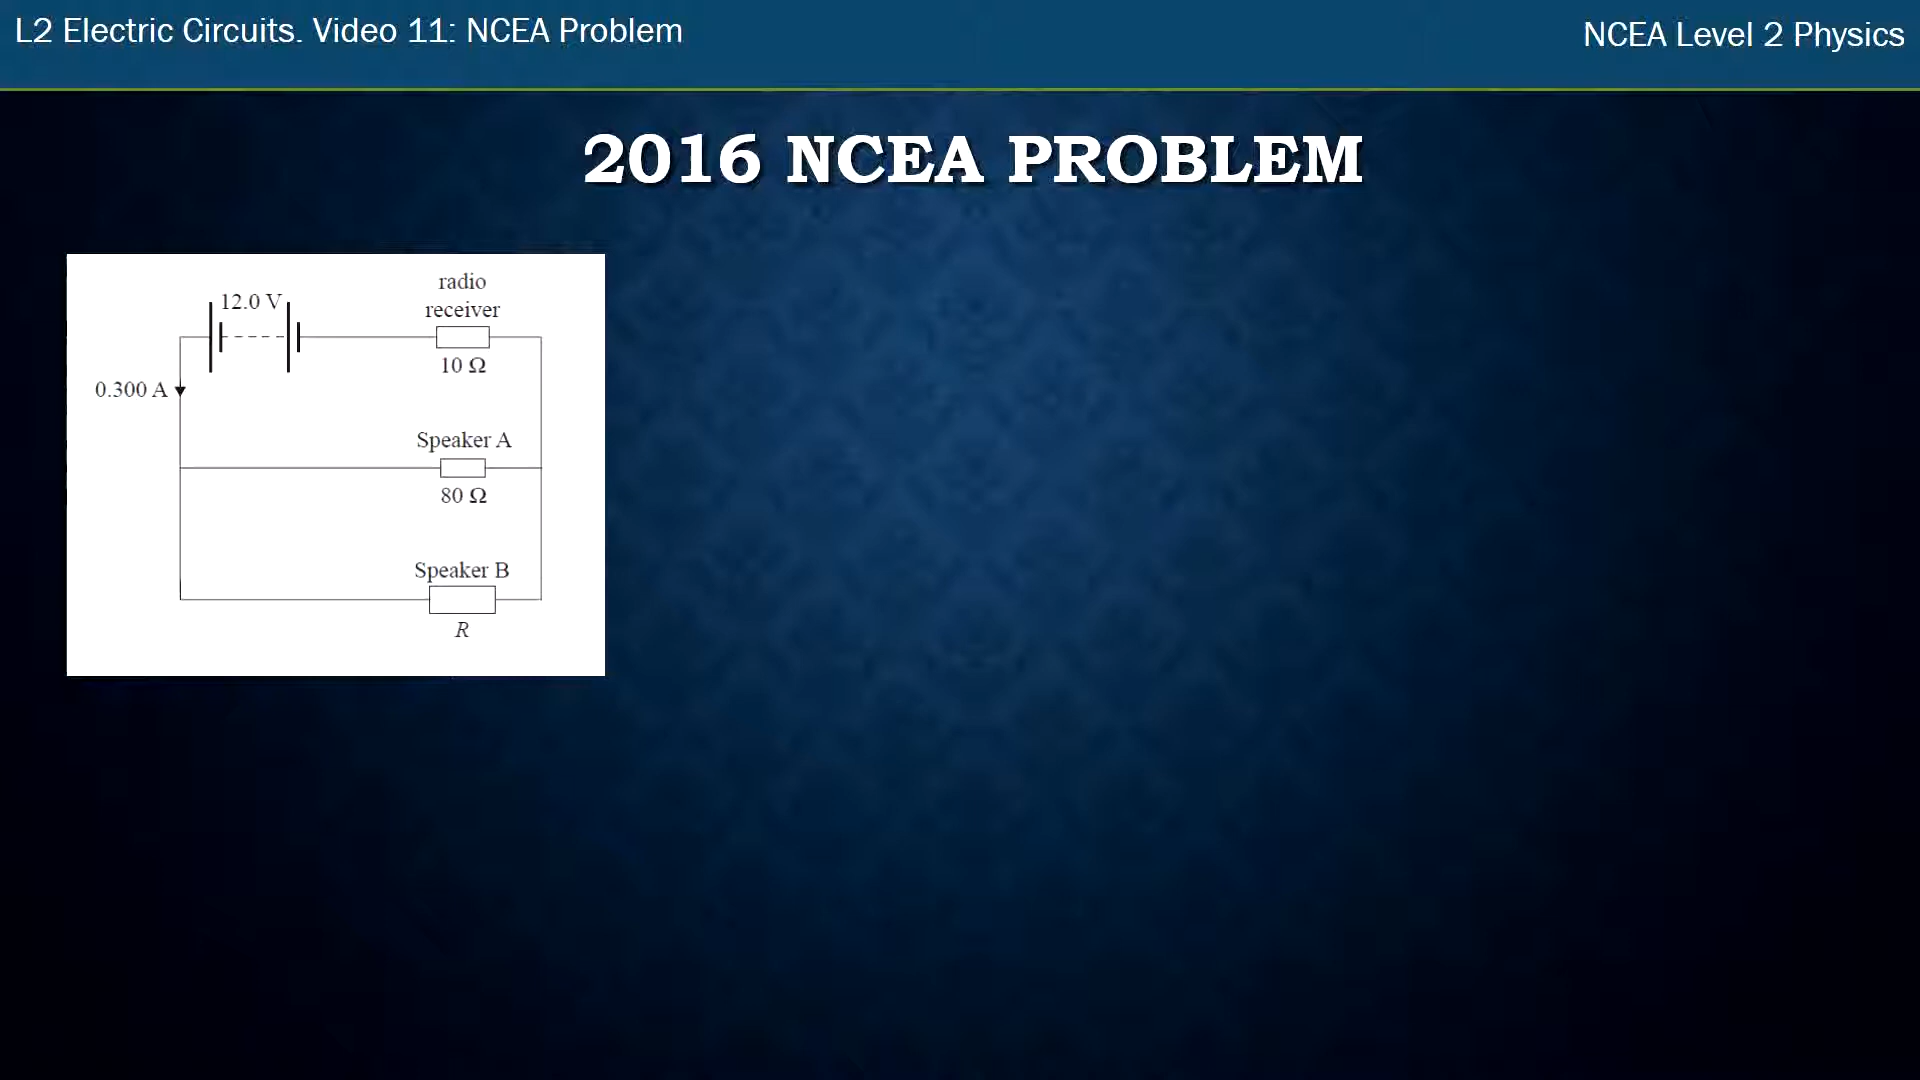 L2 Electric Circuits. Video 11: NCEA Problem
NCEA Level 2 Physics
2016 NCEA PROBLEM
radio
receiver
12.0 V
10 Ω
0.300 A
Speaker A
80 Ω
Speaker B
R